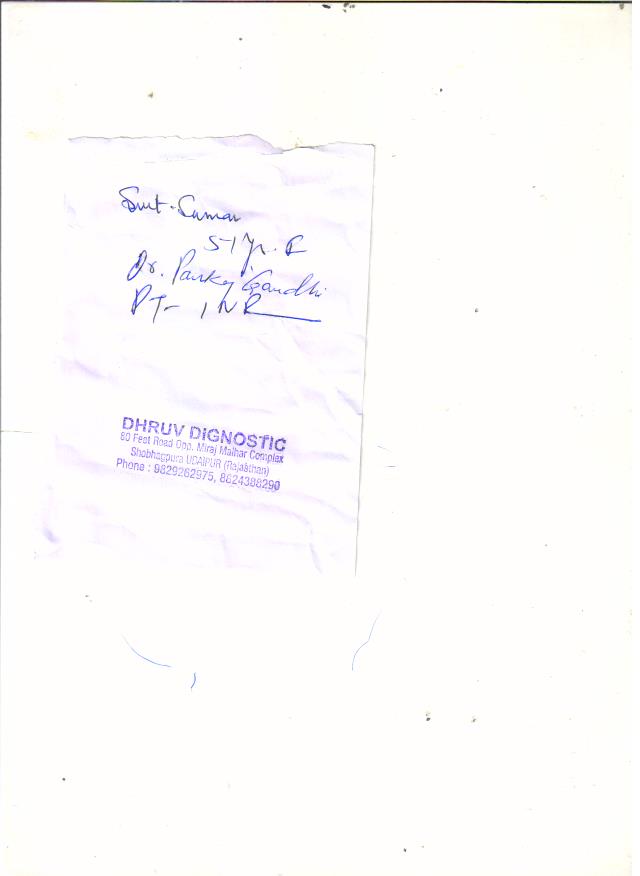 Smt. Suman
51 Yr. F
Dr. Pankaj Gandhi
PT- INR
DHRUV DiGNOSTIC
80 Feet Road Opp. Miraj Malhar Complex
Shobhagpura UDAIPUR (Rajasthan)
Phone : 9829262975, 8624388290